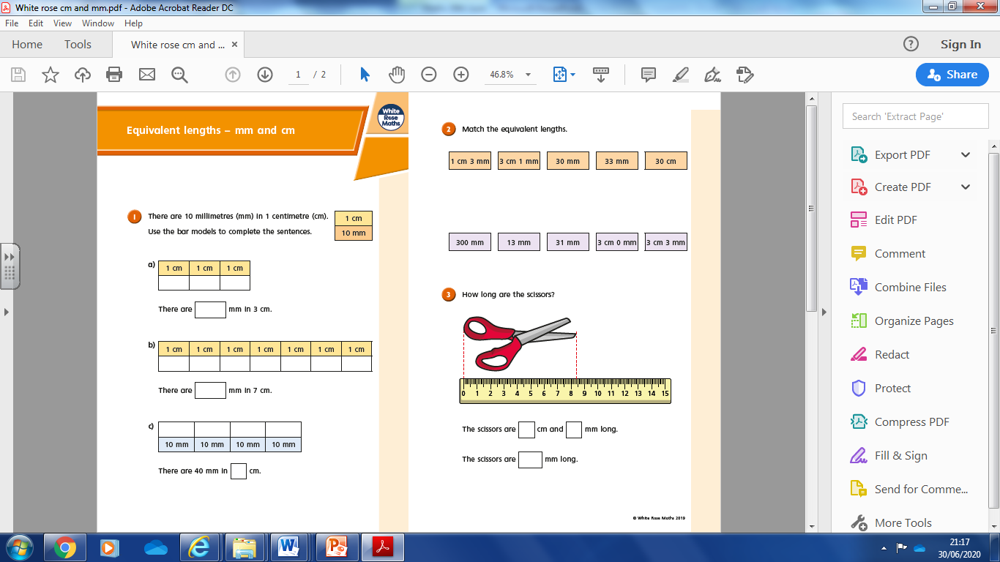 White rose cm and mm.pdf - Adobe Acrobat Reader DC
File Edit View Window Help
Home Tools White rose cm and ... × ? Sign In
1 / 2 46.8% Share
White Rose Maths
Equivalent lengths – mm and cm
1 There are 10 millimetres (mm) in 1 centimetre (cm).
Use the bar models to complete the sentences.
1 cm
10 mm
a) 1 cm 1 cm 1 cm
There are mm in 3 cm.
b) 1 cm 1 cm 1 cm 1 cm 1 cm 1 cm 1 cm
There are mm in 7 cm.
c)
10 mm 10 mm 10 mm 10 mm
There are 40 mm in cm.
2 Match the equivalent lengths.
1 cm 3 mm 3 cm 1 mm 30 mm 33 mm 30 cm
300 mm 13 mm 31 mm 3 cm 0 mm 3 cm 3 mm
3 How long are the scissors?
0 1 2 3 4 5 6 7 8 9 10 11 12 13 14 15
The scissors are cm and mm long.
The scissors are mm long.
© White Rose Maths 2019
Search 'Extract Page'
Export PDF
Create PDF
Edit PDF
Comment
Combine Files
Organize Pages
Redact
Protect
Compress PDF
Fill & Sign
Send for Comme...
More Tools
21:17
30/06/2020